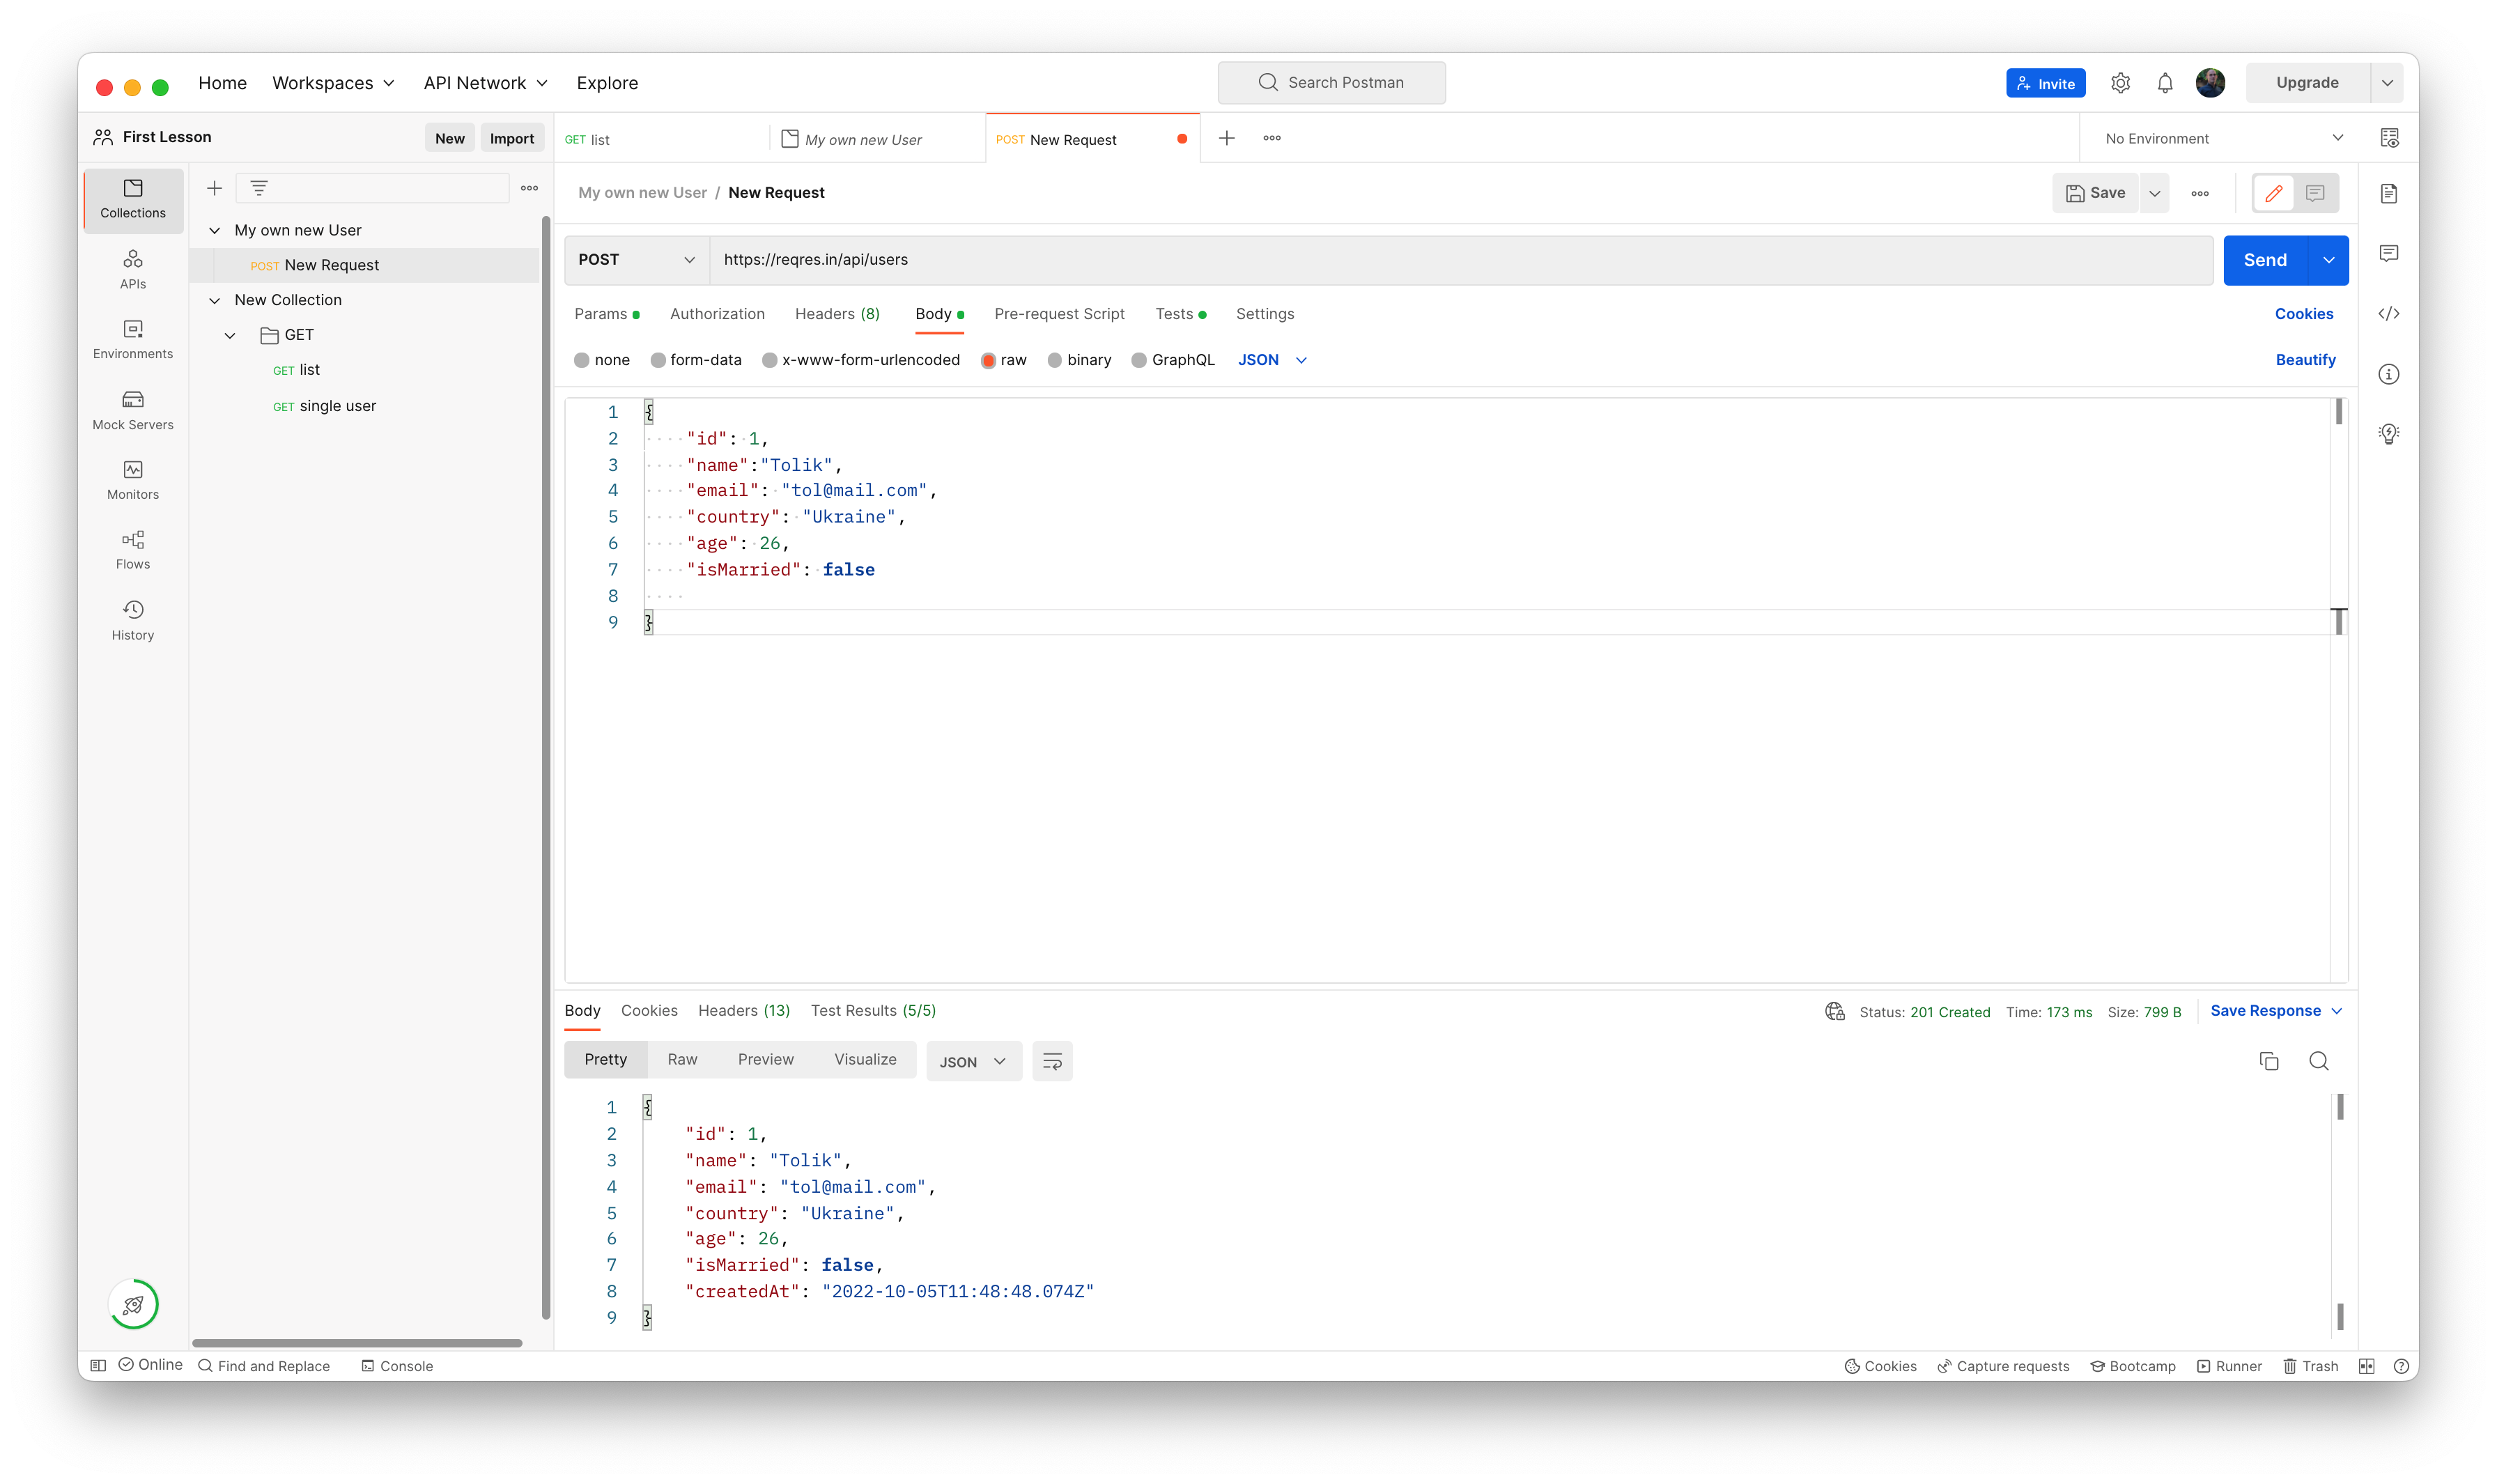 Home Workspaces API Network Explore Search Postman Invite Upgrade
First Lesson New Import GET list My own new User POST New Request No Environment
Collections
APIs
Environments
Mock Servers
Monitors
Flows
History
My own new User
POST New Request
New Collection
GET
GET list
GET single user
My own new User / New Request Save
POST https://reqres.in/api/users Send
Params Authorization Headers (8) Body Pre-request Script Tests Settings Cookies
none form-data x-www-form-urlencoded raw binary GraphQL JSON Beautify
1 {
2 "id": 1,
3 "name":"Tolik",
4 "email": "tol@mail.com",
5 "country": "Ukraine",
6 "age": 26,
7 "isMarried": false
8
9 }
Body Cookies Headers (13) Test Results (5/5) Status: 201 Created Time: 173 ms Size: 799 B Save Response
Pretty Raw Preview Visualize JSON
1 {
2 "id": 1,
3 "name": "Tolik",
4 "email": "tol@mail.com",
5 "country": "Ukraine",
6 "age": 26,
7 "isMarried": false,
8 "createdAt": "2022-10-05T11:48:48.074Z"
9 }
Online Find and Replace Console Cookies Capture requests Bootcamp Runner Trash